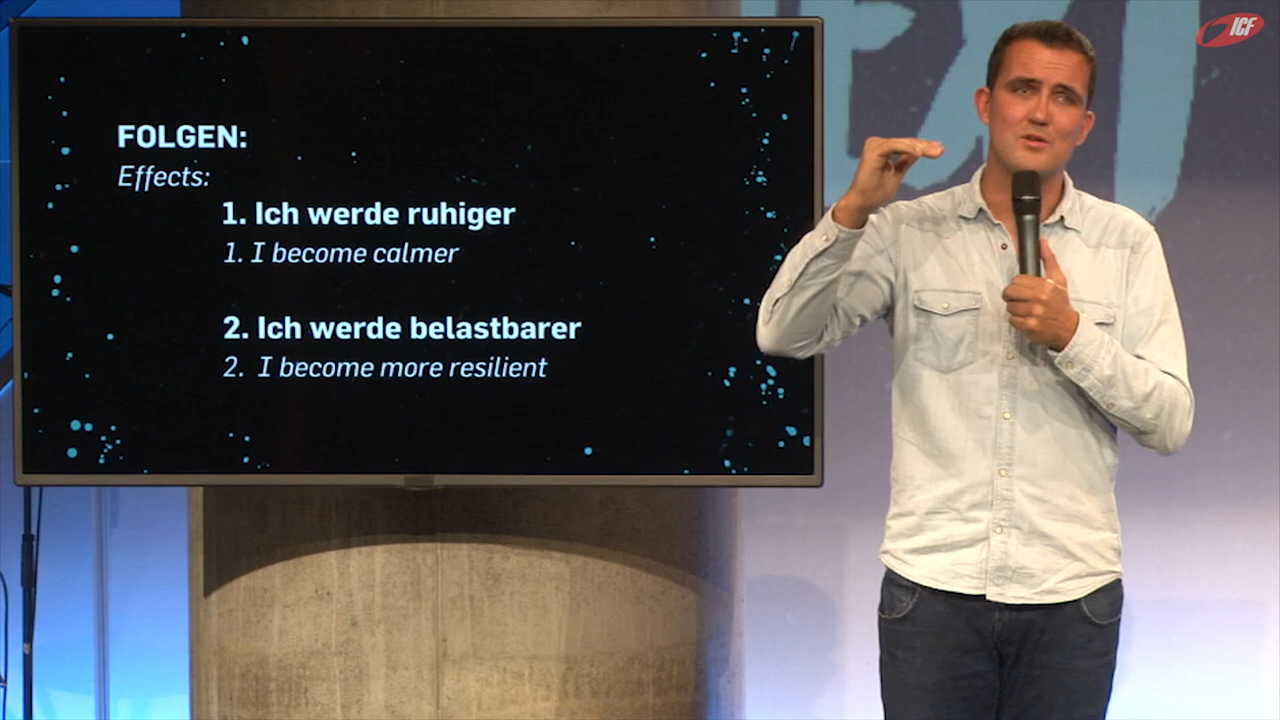 ICF
FOLGEN:
Effects:
1. Ich werde ruhiger
1. I become calmer
2. Ich werde belastbarer
2. I become more resilient